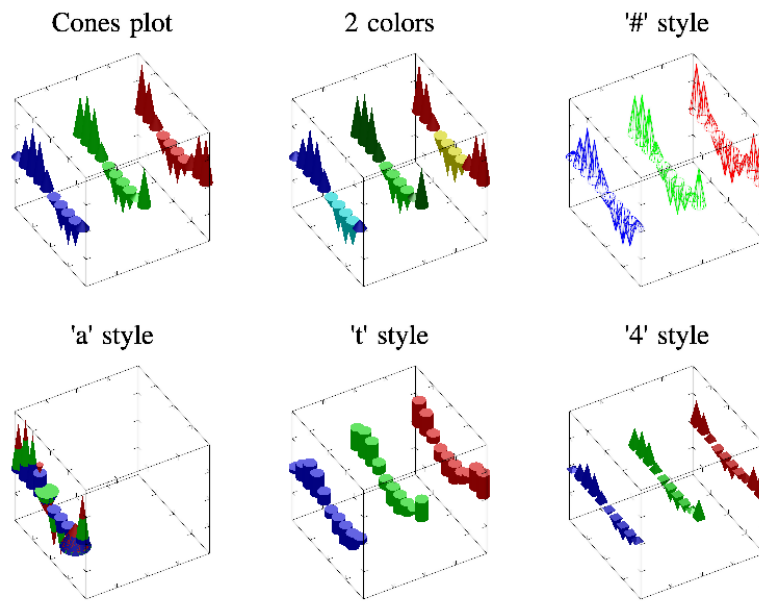 Cones plot
2 colors
'#' style
'a' style
't' style
'4' style